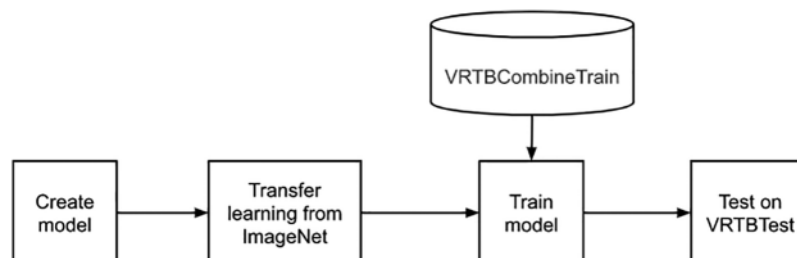 VRTBCombineTrain
Create
model
Transfer
learning from
ImageNet
Train
model
Test on
VRTBTest